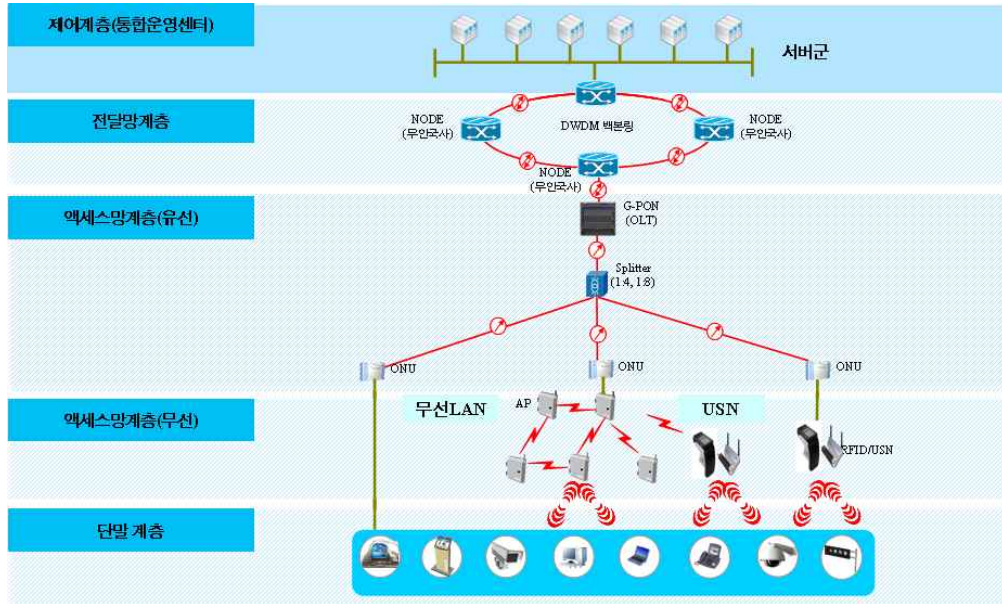 제어계층(통합운영센터)
서버군
전달망계층
NODE
(무안국사)
DWDM 백본링
NODE
(무안국사)
NODE
(무안국사)
액세스망계층(유선)
G-PON
(OLT)
Splitter
(1:4, 1:8)
ONU
ONU
ONU
액세스망계층(무선)
무선LAN
AP
USN
RFID/USN
단말 계층